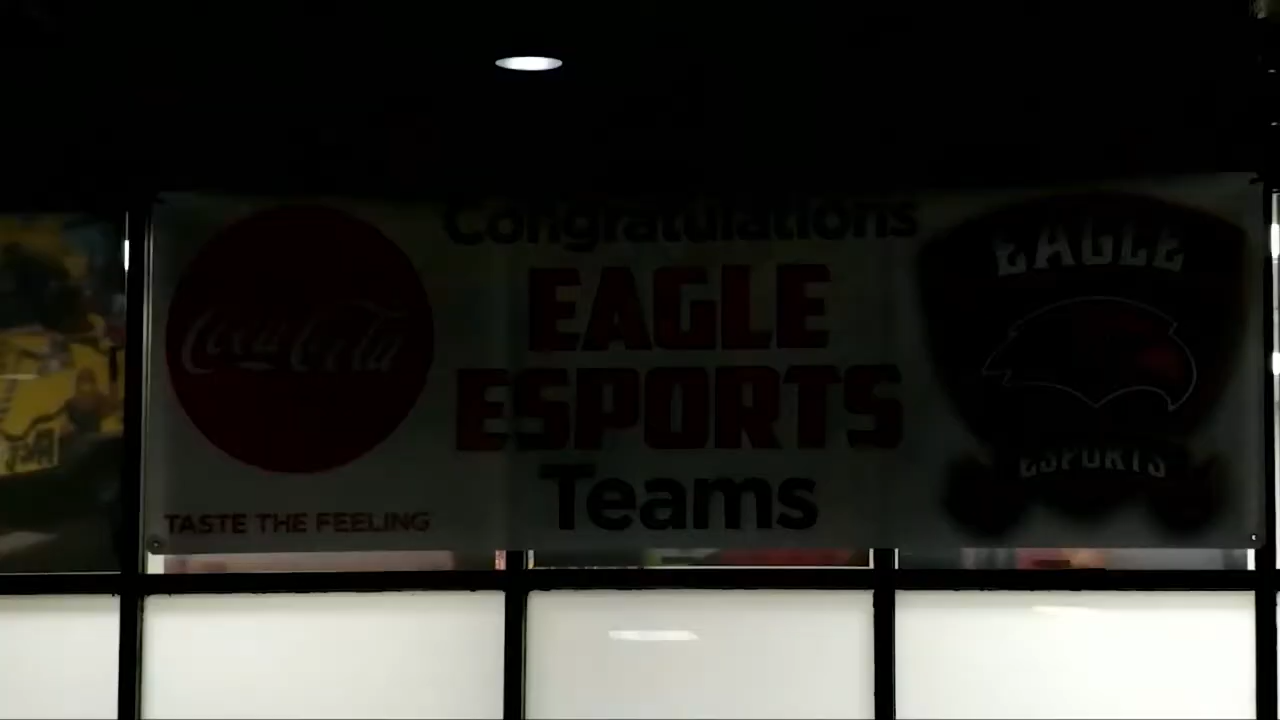 Coca-Cola
TASTE THE FEELING
Congratulations
EAGLE
ESPORTS
Teams
EAGLE
ESPORTS